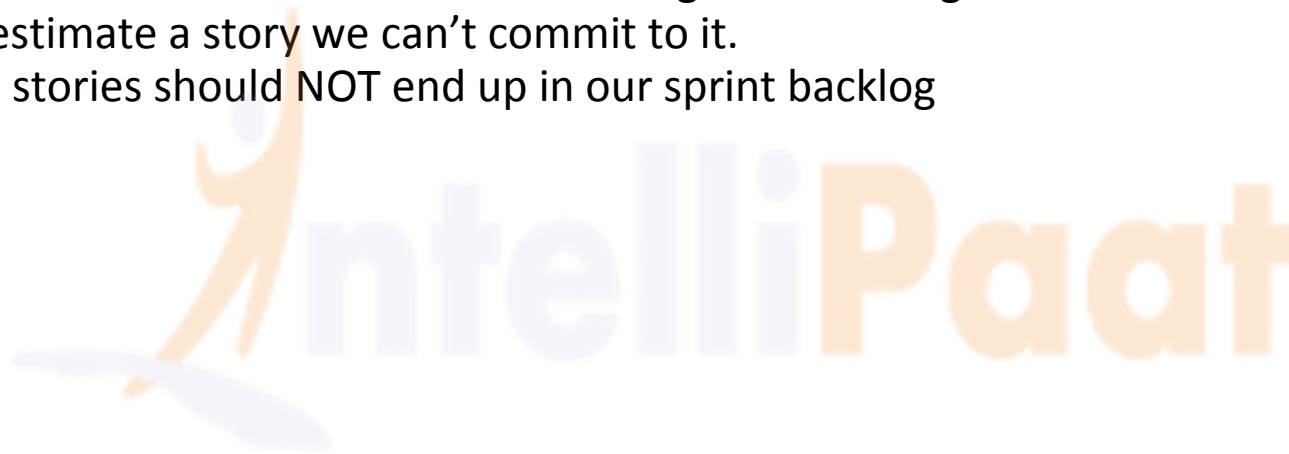 estimate a story we can’t commit to it.
stories should NOT end up in our sprint backlog
IntelliPaat